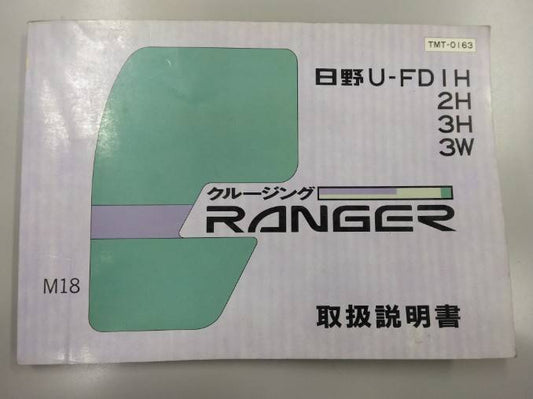 TMT-0163
日野U-FD1H
2H
3H
3W
クルージング
RANGER
M18
取扱説明書